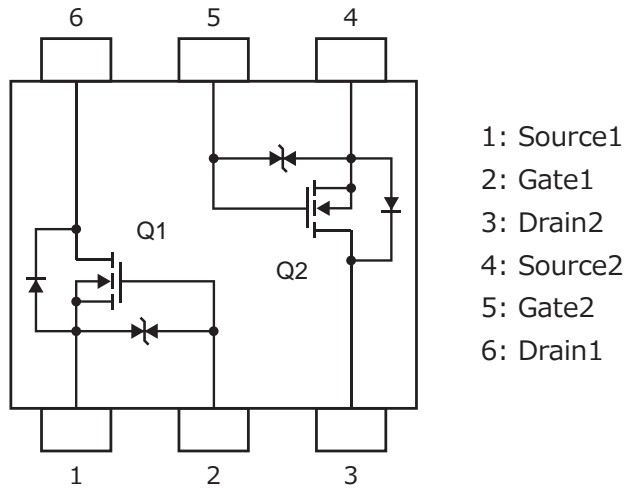 6 5 4
Q1
Q2
1 2 3
1: Source1
2: Gate1
3: Drain2
4: Source2
5: Gate2
6: Drain1